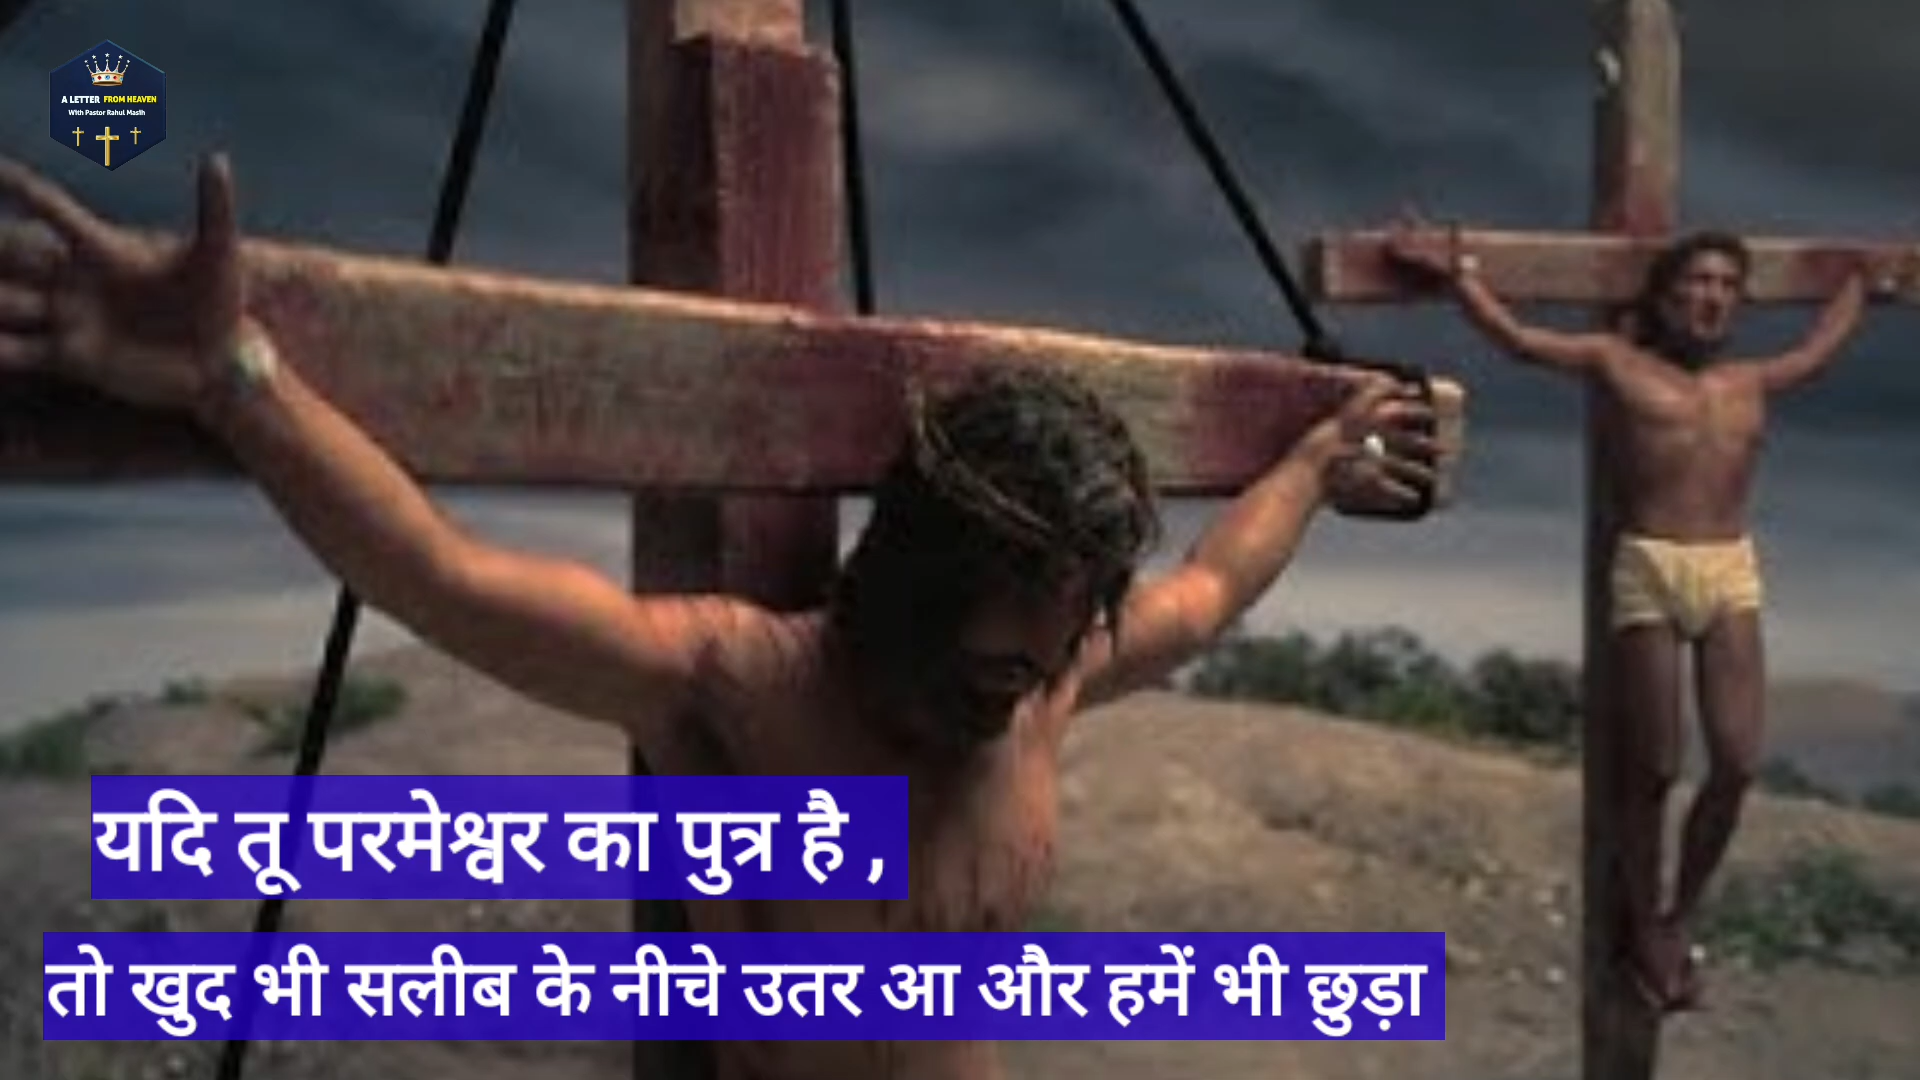 A LETTER FROM HEAVEN
With Pastor Rahul Masih
यदि तू परमेश्वर का पुत्र है ,
तो खुद भी सलीब के नीचे उतर आ और हमें भी छुड़ा